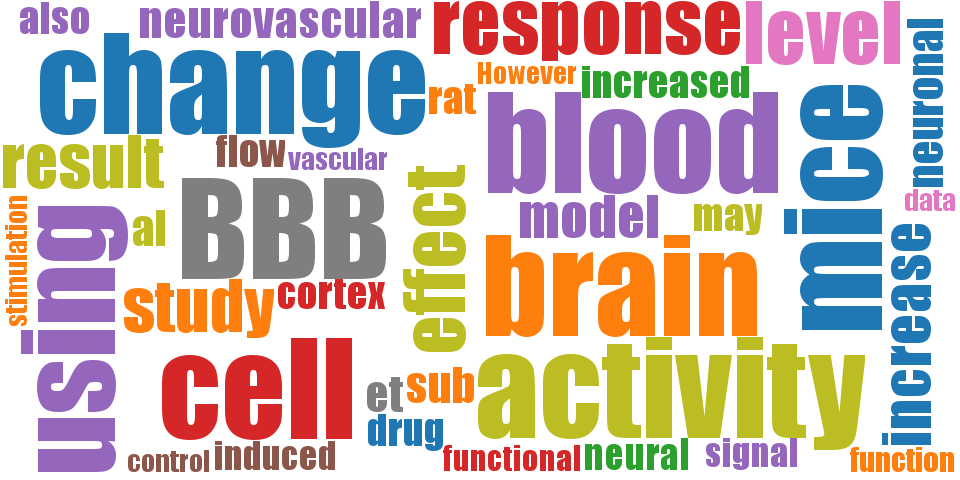 also
neurovascular
response
level
change
However
rat
increased
neuronal
blood
mice
result
flow
vascular
effect
BBB
model
may
data
stimulation
al
using
study
cortex
brain
increase
cell
et
sub
activity
drug
control
induced
functional
neural
signal
function